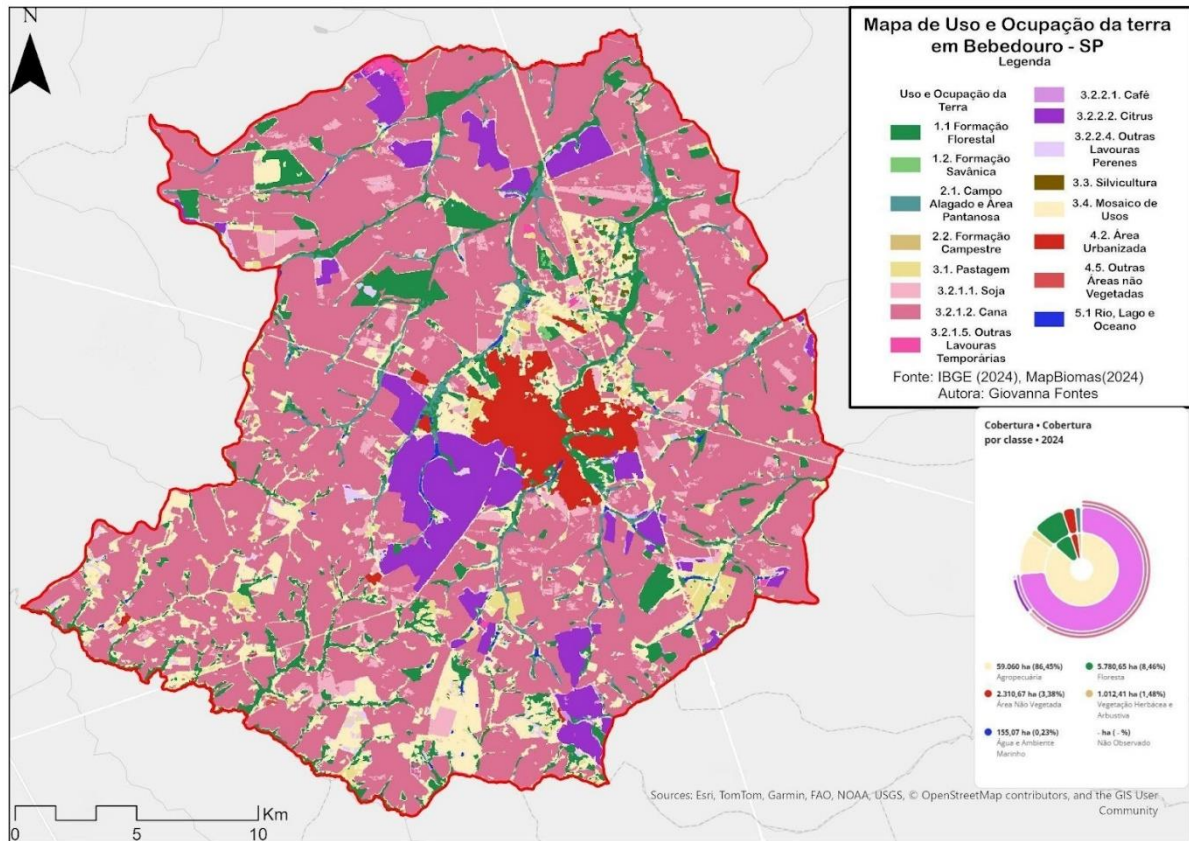 N
Mapa de Uso e Ocupação da terra
em Bebedouro - SP
Legenda
Uso e Ocupação da
Terra
1.1 Formação
Florestal
1.2. Formação
Savânica
2.1. Campo
Alagado e Área
Pantanosa
2.2. Formação
Campestre
3.1. Pastagem
3.2.1.1. Soja
3.2.1.2. Cana
3.2.1.5. Outras
Lavouras
Temporárias
3.2.2.1. Café
3.2.2.2. Citrus
3.2.2.4. Outras
Lavouras
Perenes
3.3. Silvicultura
3.4. Mosaico de
Usos
4.2. Área
Urbanizada
4.5. Outras
Áreas não
Vegetadas
5.1 Rio, Lago e
Oceano
Fonte: IBGE (2024), MapBiomas(2024)
Autora: Giovanna Fontes
Cobertura • Cobertura
por classe • 2024
59.060 ha (86,45%)
Agropecuária
5.780,65 ha (8,46%)
Floresta
2.310,67 ha (3,38%)
Área Não Vegetada
1.012,41 ha (1,48%)
Vegetação Herbácea e
Arbustiva
155,07 ha (0,23%)
Água e Ambiente
Marinho
- ha ( - %)
Não Observado
Km
0 5 10
Sources: Esri, TomTom, Garmin, FAO, NOAA, USGS, © OpenStreetMap contributors, and the GIS User
Community